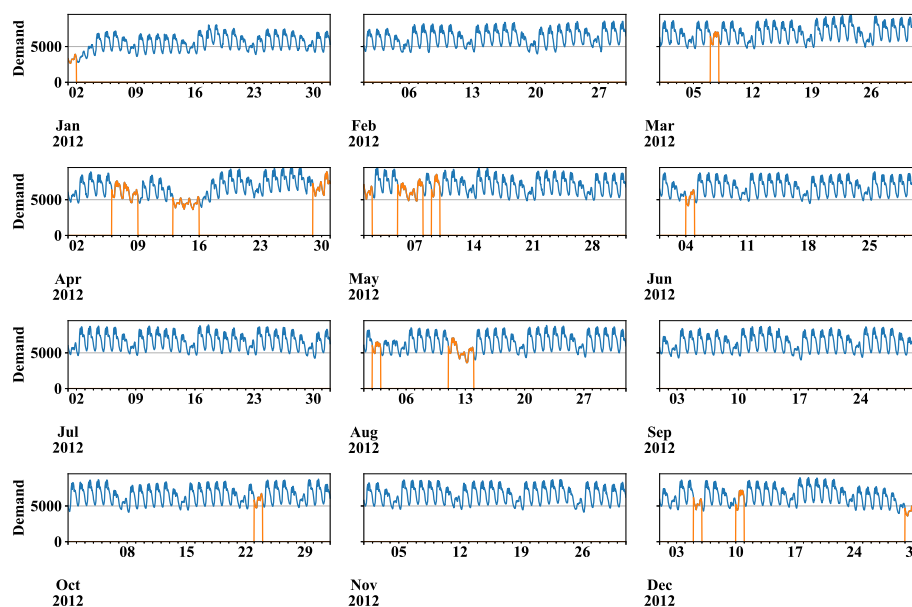 Demand
5000
0
02 09 16 23 30
Jan
2012
06 13 20 27
Feb
2012
05 12 19 26
Mar
2012
Demand
5000
0
02 09 16 23 30
Apr
2012
07 14 21 28
May
2012
04 11 18 25
Jun
2012
Demand
5000
0
02 09 16 23 30
Jul
2012
06 13 20 27
Aug
2012
03 10 17 24
Sep
2012
Demand
5000
0
08 15 22 29
Oct
2012
05 12 19 26
Nov
2012
03 10 17 24
Dec
2012